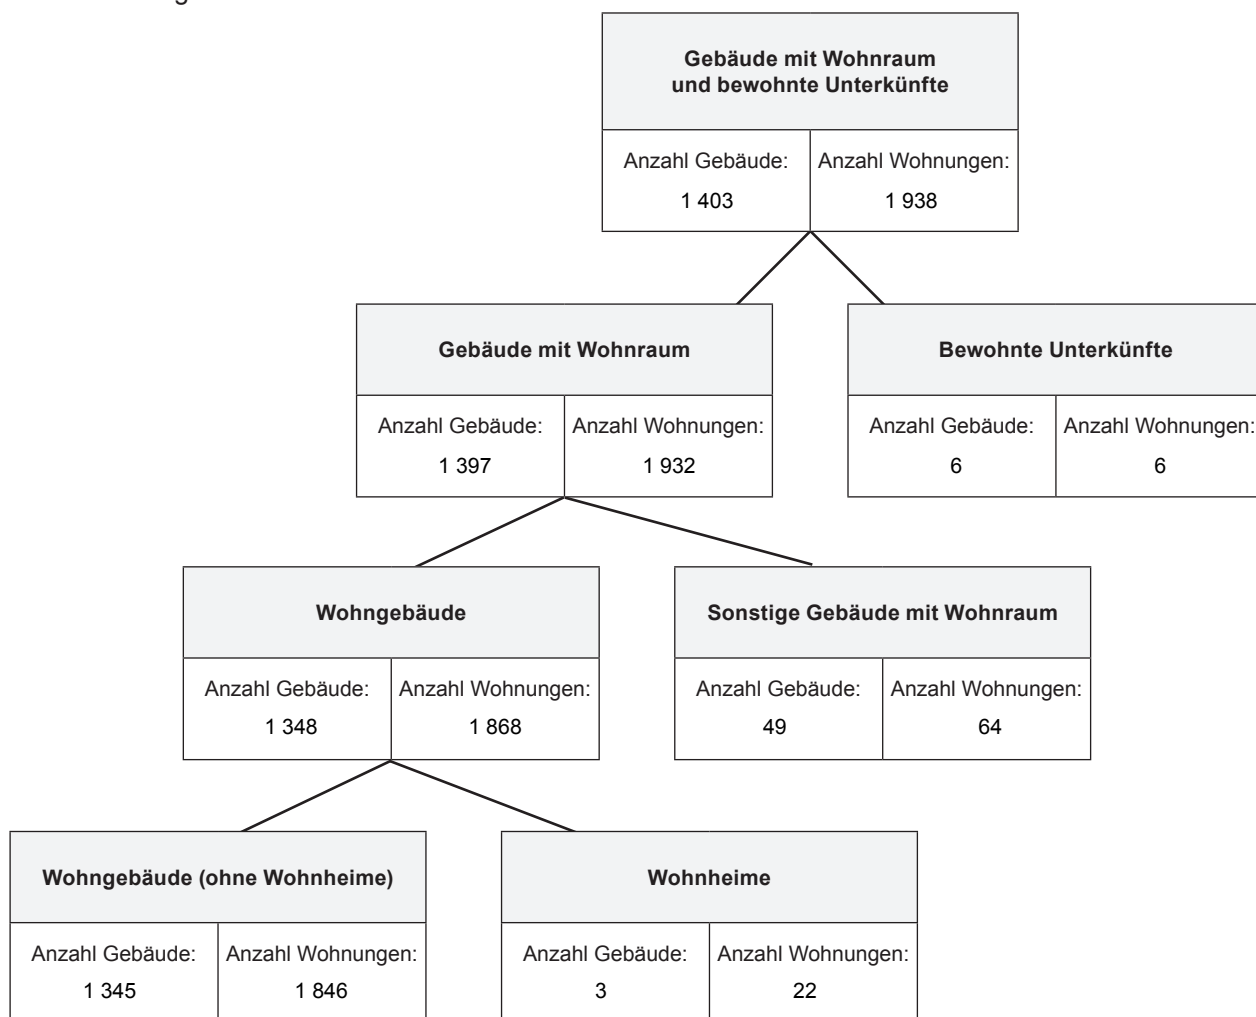 Gebäude mit Wohnraum
und bewohnte Unterkünfte
Anzahl Gebäude:
1 403
Anzahl Wohnungen:
1 938
Gebäude mit Wohnraum
Anzahl Gebäude:
1 397
Anzahl Wohnungen:
1 932
Bewohnte Unterkünfte
Anzahl Gebäude:
6
Anzahl Wohnungen:
6
Wohngebäude
Anzahl Gebäude:
1 348
Anzahl Wohnungen:
1 868
Sonstige Gebäude mit Wohnraum
Anzahl Gebäude:
49
Anzahl Wohnungen:
64
Wohngebäude (ohne Wohnheime)
Anzahl Gebäude:
1 345
Anzahl Wohnungen:
1 846
Wohnheime
Anzahl Gebäude:
3
Anzahl Wohnungen:
22